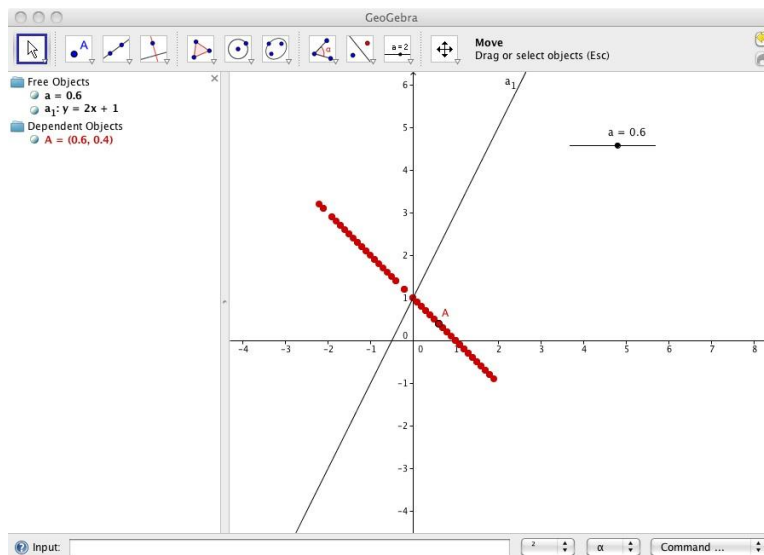 GeoGebra
A
α
a = 2
Move
Drag or select objects (Esc)
Free Objects
a = 0.6
a₁: y = 2x + 1
Dependent Objects
A = (0.6, 0.4)
a₁
a = 0.6
A
6
5
4
3
2
1
0
-1
-2
-3
-4
-4 -3 -2 -1 0 1 2 3 4 5 6 7 8
Input:
²
α
Command ...